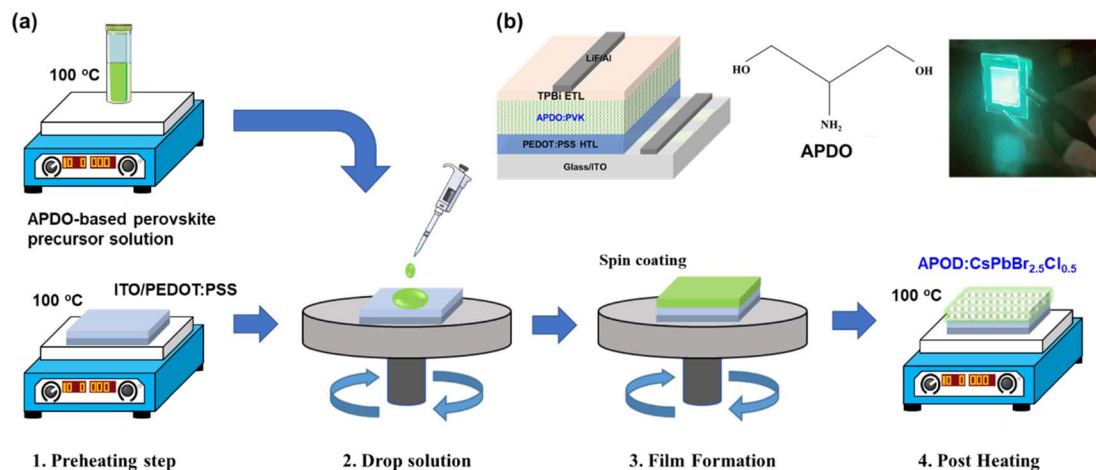 (a)
100 °C
APDO-based perovskite
precursor solution
100 °C
ITO/PEDOT:PSS
1. Preheating step
2. Drop solution
Spin coating
3. Film Formation
APOD:CsPbBr2.5Cl0.5
100 °C
4. Post Heating
(b)
LiF/Al
TPBi ETL
APDO:PVK
PEDOT:PSS HTL
Glass/ITO
HO
OH
NH2
APDO